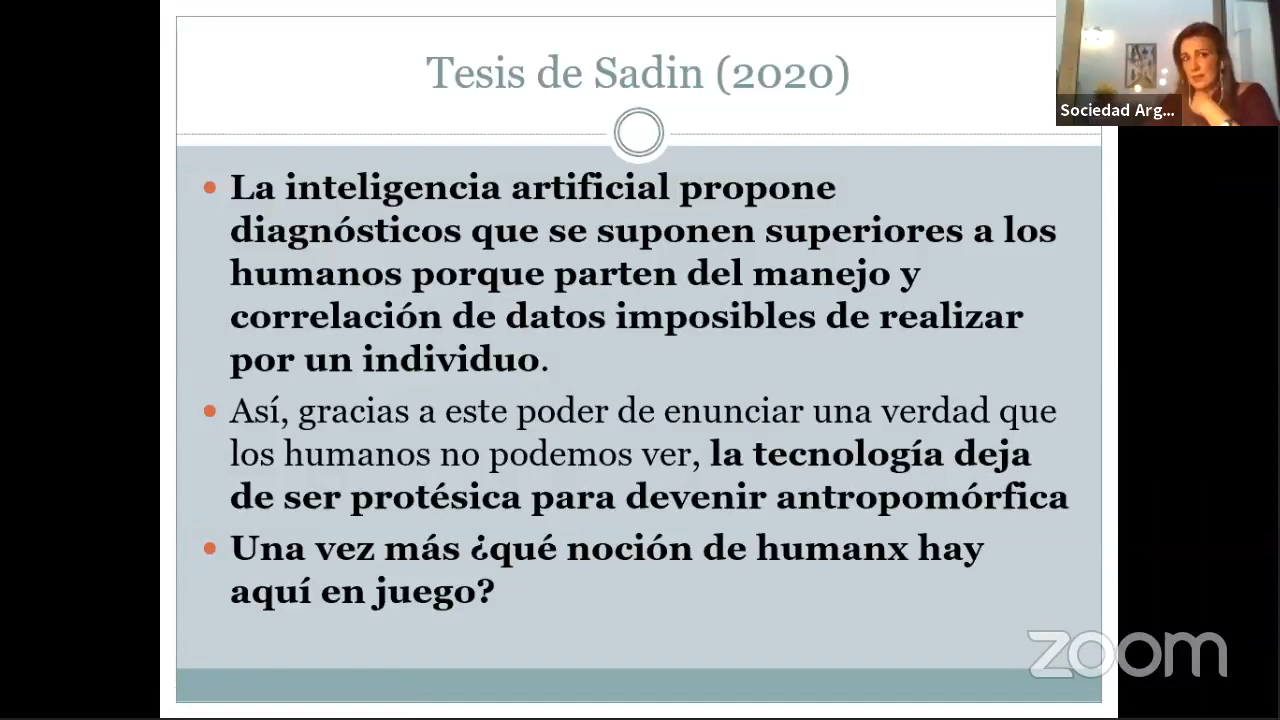 Tesis de Sadin (2020)
Sociedad Arg...
• La inteligencia artificial propone
diagnósticos que se suponen superiores a los
humanos porque parten del manejo y
correlación de datos imposibles de realizar
por un individuo.
• Así, gracias a este poder de enunciar una verdad que
los humanos no podemos ver, la tecnología deja
de ser protésica para devenir antropomórfica
• Una vez más ¿qué noción de humanx hay
aquí en juego?
zoom